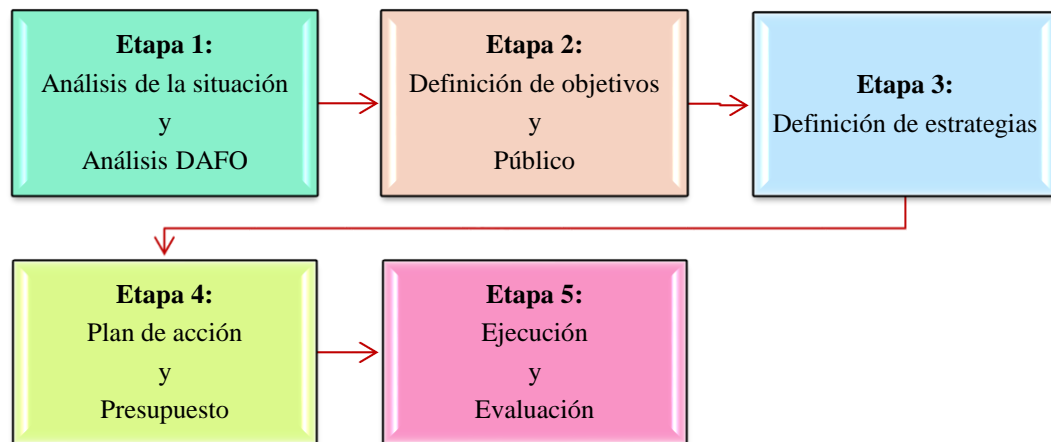 Etapa 1:
Análisis de la situación
y
Análisis DAFO
Etapa 2:
Definición de objetivos
y
Público
Etapa 3:
Definición de estrategias
Etapa 4:
Plan de acción
y
Presupuesto
Etapa 5:
Ejecución
y
Evaluación